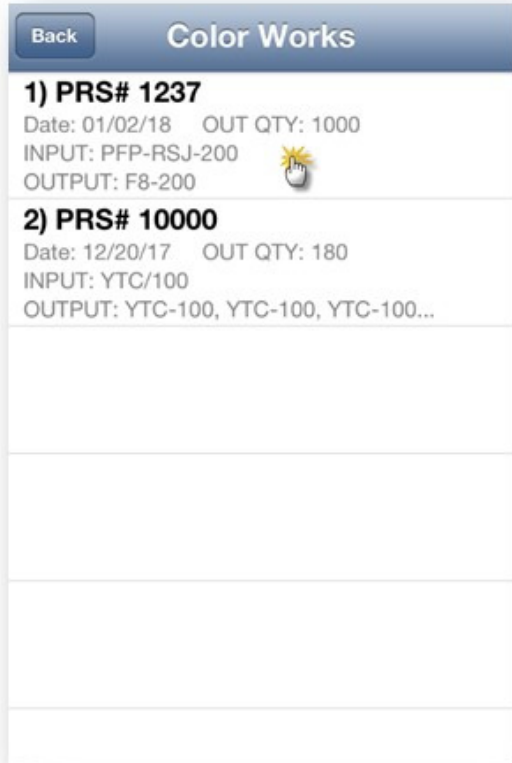 Back
Color Works
1) PRS# 1237
Date: 01/02/18 OUT QTY: 1000
INPUT: PFP-RSJ-200
OUTPUT: F8-200
2) PRS# 10000
Date: 12/20/17 OUT QTY: 180
INPUT: YTC/100
OUTPUT: YTC-100, YTC-100, YTC-100...